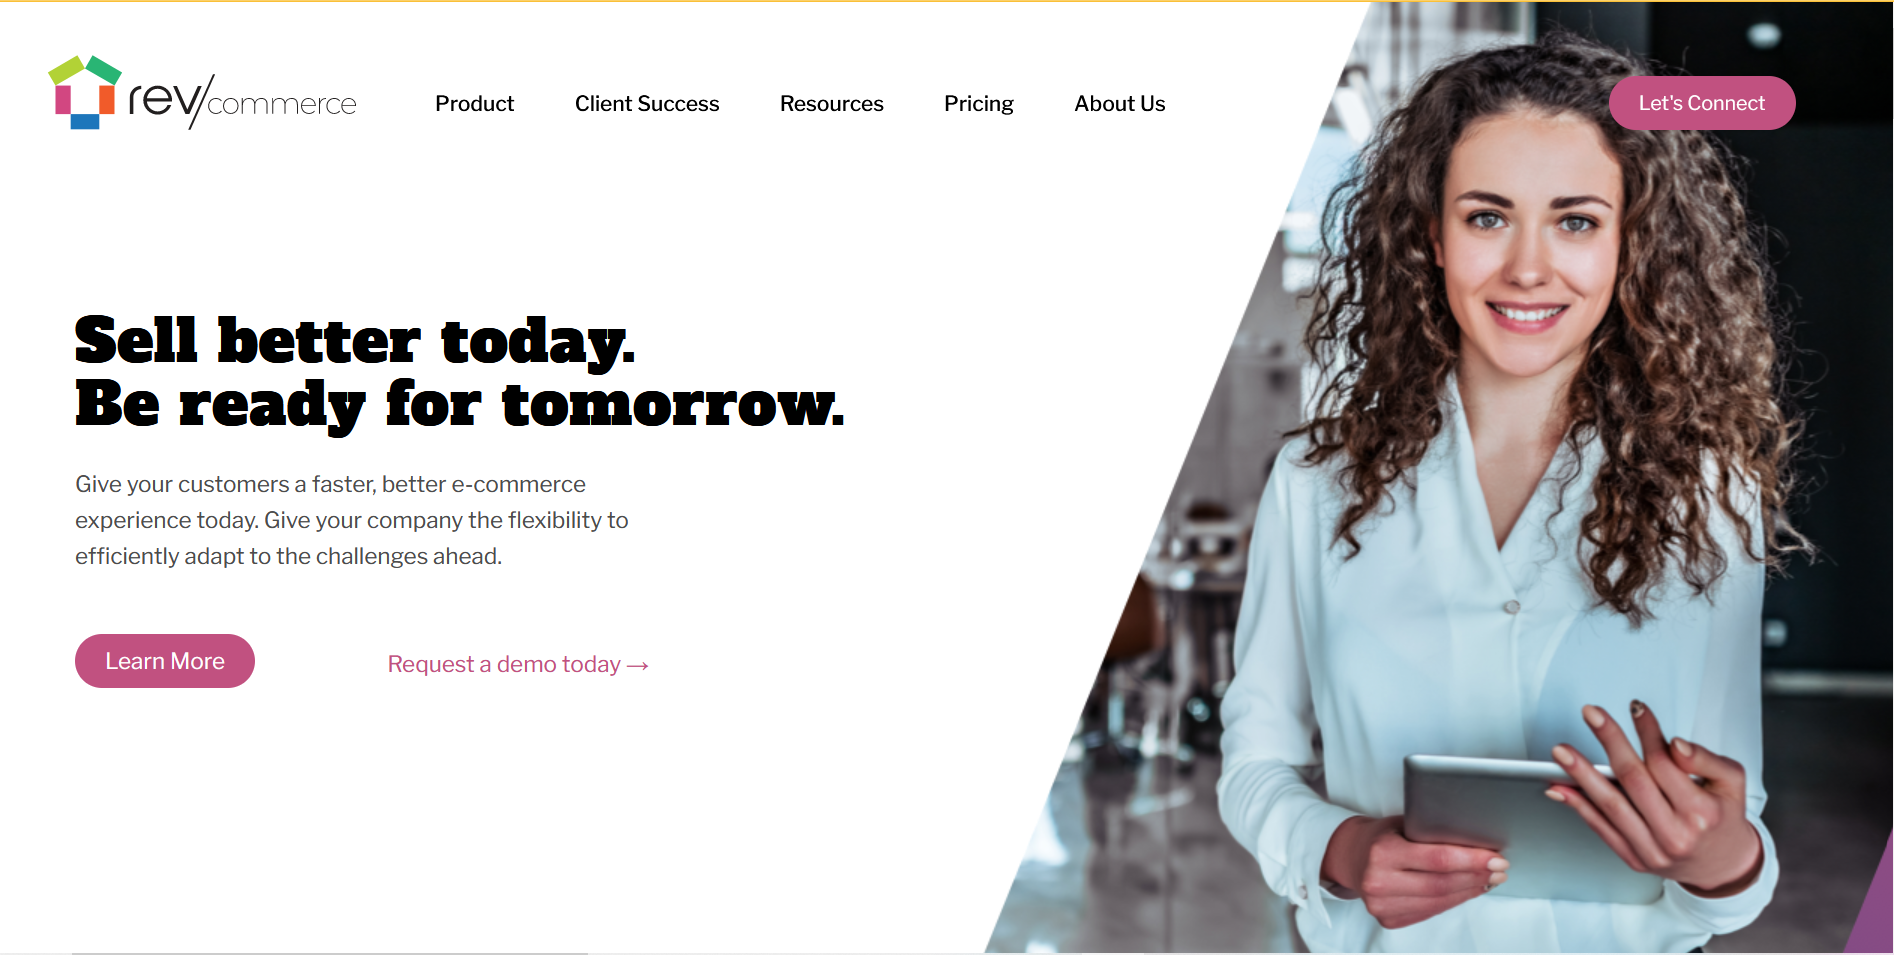 rev/commerce
Product
Client Success
Resources
Pricing
About Us
Let's Connect
Sell better today.
Be ready for tomorrow.
Give your customers a faster, better e-commerce
experience today. Give your company the flexibility to
efficiently adapt to the challenges ahead.
Learn More
Request a demo today →